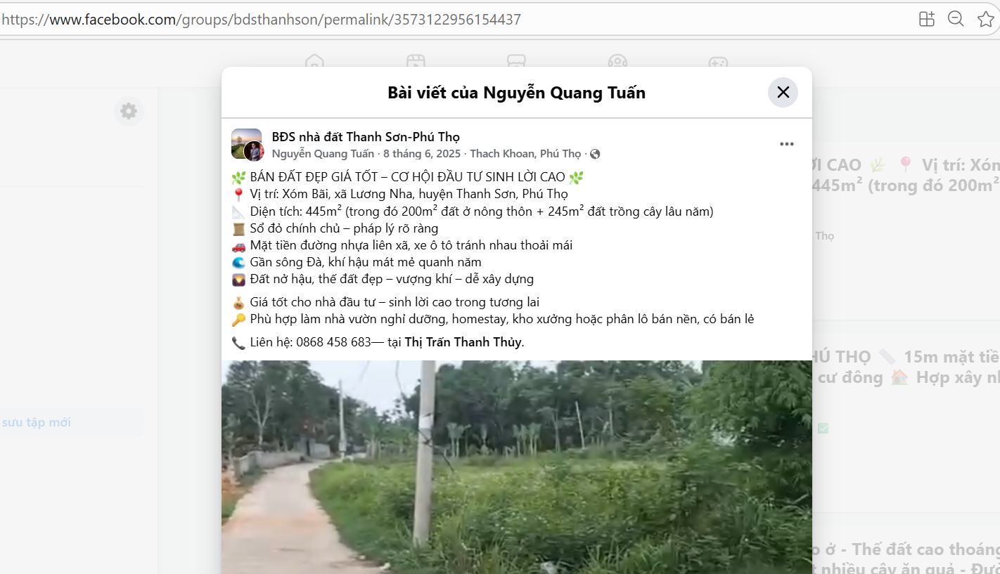 https://www.facebook.com/groups/bdsthanhson/permalink/3573122956154437
Bài viết của Nguyễn Quang Tuấn
BĐS nhà đất Thanh Sơn-Phú Thọ
Nguyễn Quang Tuấn · 8 tháng 6, 2025 · Thach Khoan, Phú Thọ ·
🌿 BÁN ĐẤT ĐẸP GIÁ TỐT – CƠ HỘI ĐẦU TƯ SINH LỜI CAO 🌿
📍 Vị trí: Xóm Bãi, xã Lương Nha, huyện Thanh Sơn, Phú Thọ
📐 Diện tích: 445m² (trong đó 200m² đất ở nông thôn + 245m² đất trồng cây lâu năm)
📜 Sổ đỏ chính chủ – pháp lý rõ ràng
🚗 Mặt tiền đường nhựa liên xã, xe ô tô tránh nhau thoải mái
🌊 Gần sông Đà, khí hậu mát mẻ quanh năm
🌄 Đất nở hậu, thế đất đẹp – vượng khí – dễ xây dựng
💰 Giá tốt cho nhà đầu tư – sinh lời cao trong tương lai
🔑 Phù hợp làm nhà vườn nghỉ dưỡng, homestay, kho xưởng hoặc phân lô bán nền, có bán lẻ
📞 Liên hệ: 0868 458 683— tại Thị Trấn Thanh Thủy.
CAO 🌿 📍 Vị trí: Xóm
445m² (trong đó 200m²
Thọ
PHÚ THỌ 📏 15m mặt tiề
cư đông 🏠 Hợp xây nh
sưu tập mới
✅
ở - Thế đất cao thoáng
nhiều cây ăn quả - Đườ